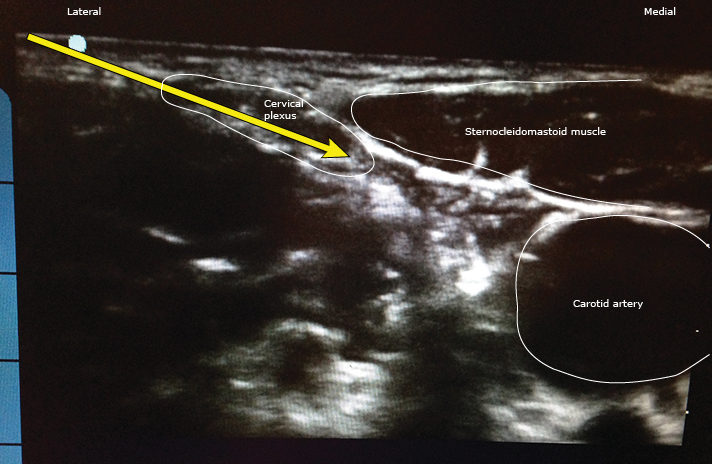 Lateral
Medial
Cervical
plexus
Sternocleidomastoid muscle
Carotid artery